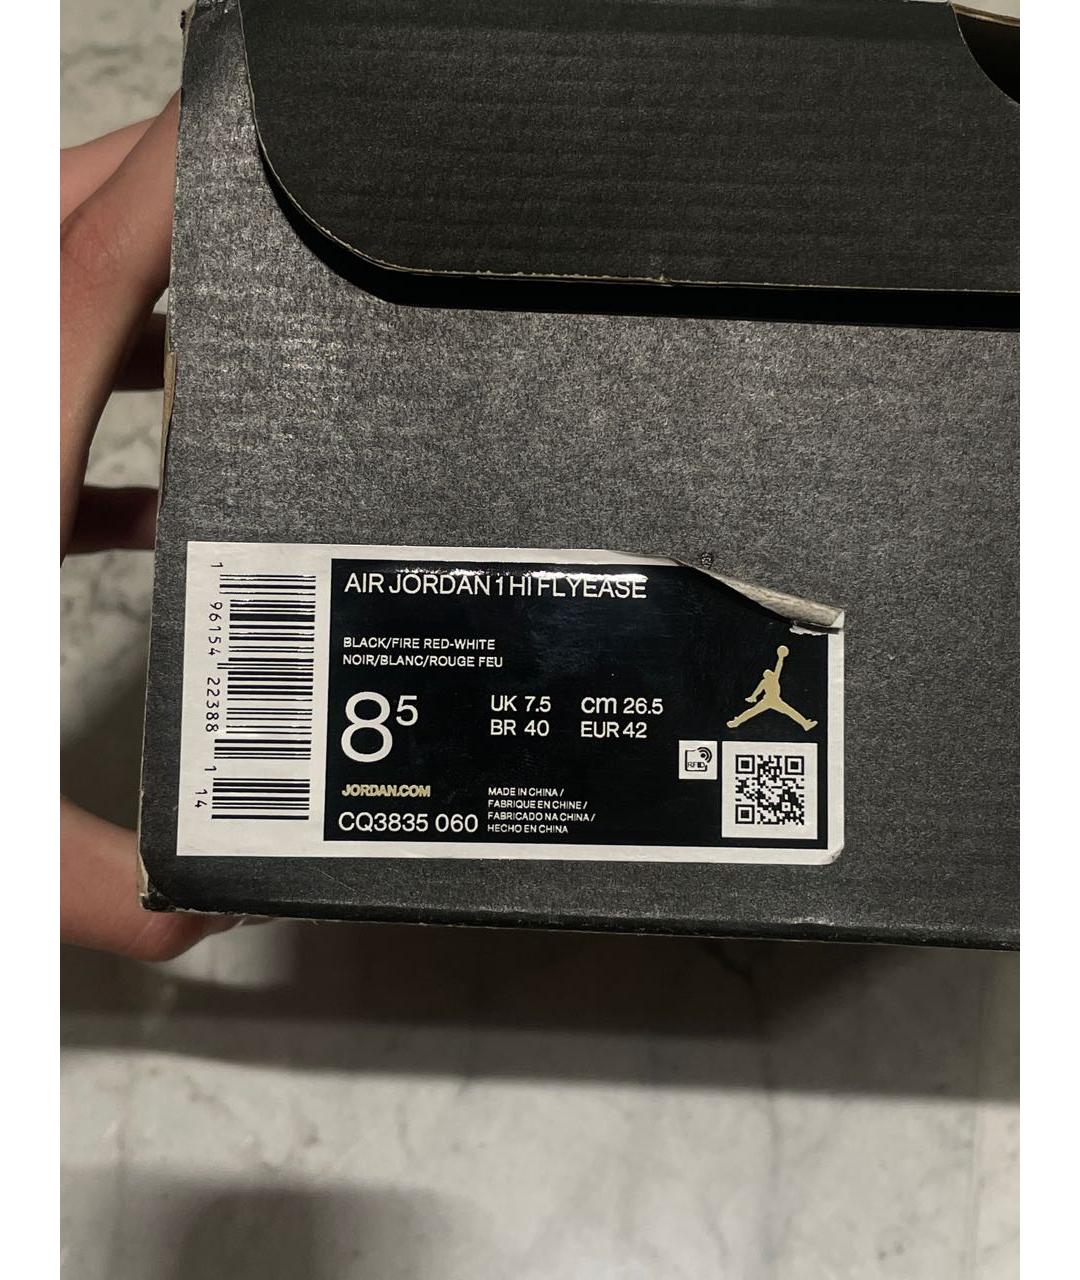 AIR JORDAN 1 HI FLYEASE
BLACK/FIRE RED-WHITE
NOIR/BLANC/ROUGE FEU
8 5
UK 7.5 cm 26.5
BR 40 EUR 42
JORDAN.COM
CQ3835 060
MADE IN CHINA /
FABRIQUE EN CHINE /
FABRICADO NA CHINA /
HECHO EN CHINA
RFID
1 96154 22388 1 14